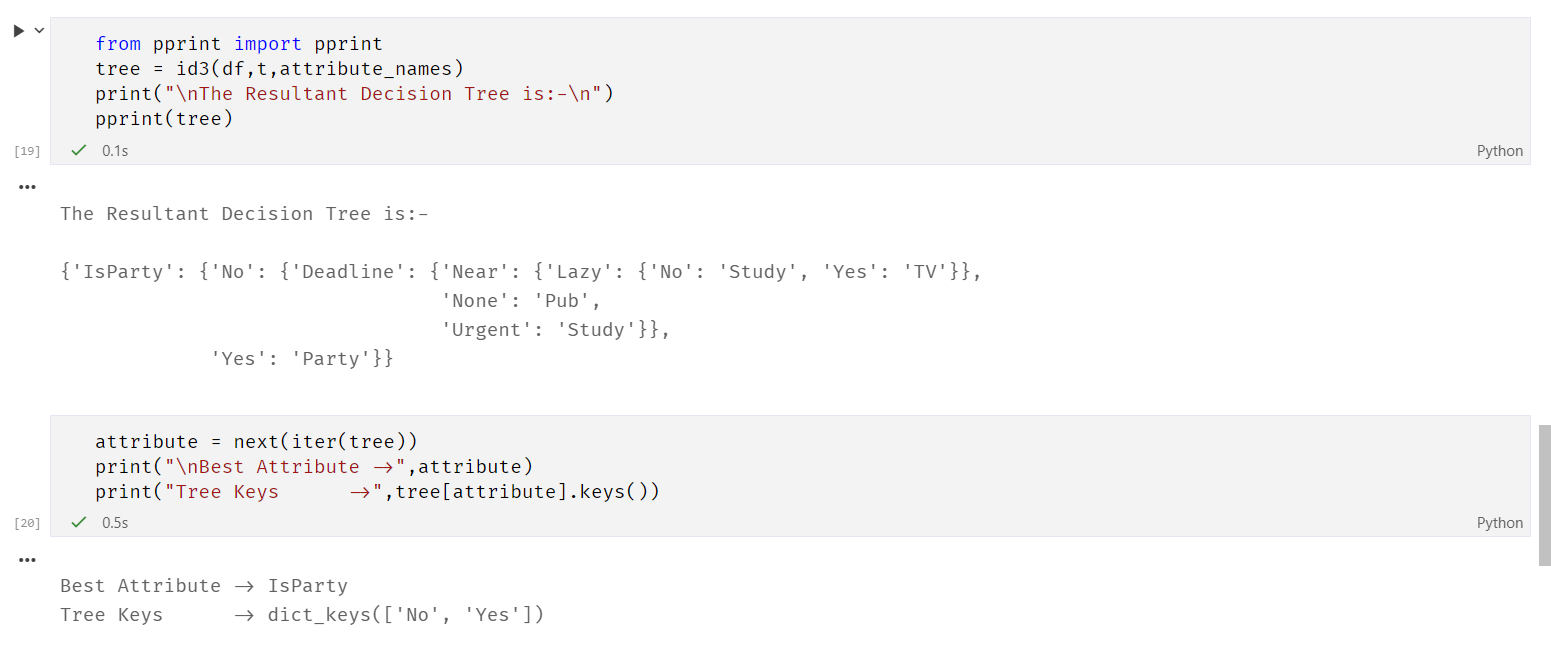 from pprint import pprint
tree = id3(df,t,attribute_names)
print("\nThe Resultant Decision Tree is:-\n")
pprint(tree)
[19]
0.1s
Python
The Resultant Decision Tree is:-
{'IsParty': {'No': {'Deadline': {'Near': {'Lazy': {'No': 'Study', 'Yes': 'TV'}},
                                 'None': 'Pub',
                                 'Urgent': 'Study'}},
             'Yes': 'Party'}}
attribute = next(iter(tree))
print("\nBest Attribute ->",attribute)
print("Tree Keys      ->",tree[attribute].keys())
[20]
0.5s
Python
Best Attribute -> IsParty
Tree Keys      -> dict_keys(['No', 'Yes'])